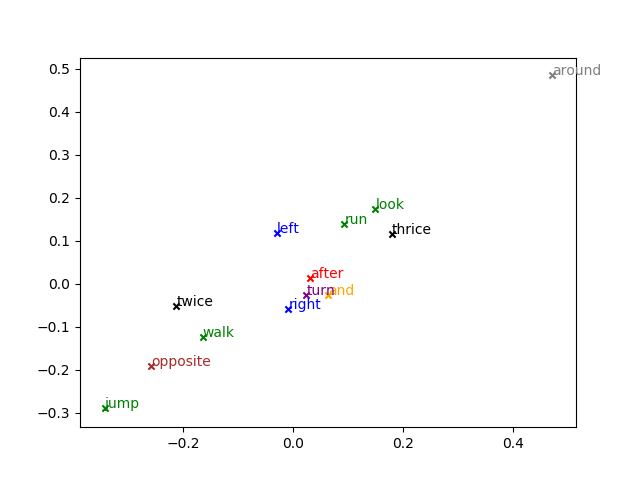 0.5
0.4
0.3
0.2
0.1
0.0
−0.1
−0.2
−0.3
around
look
run
left
thrice
after
turn
and
right
twice
walk
opposite
jump
−0.2
0.0
0.2
0.4